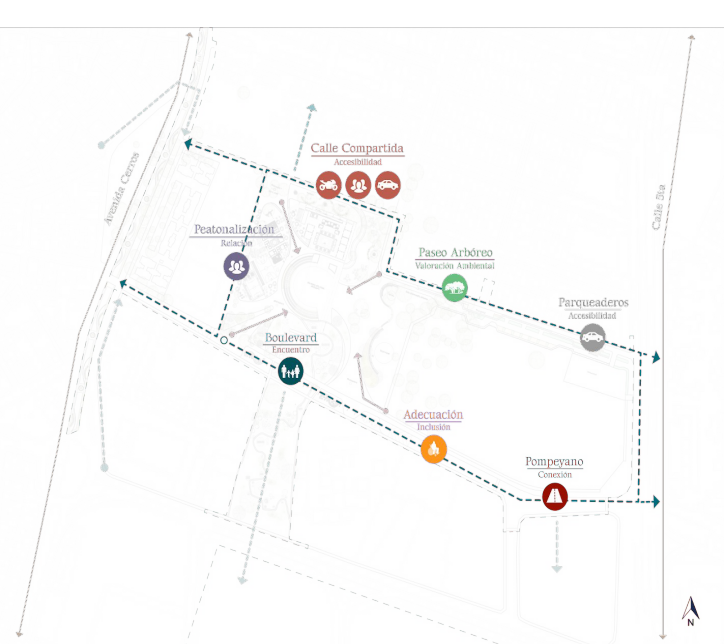 Calle Compartida
Accesibilidad
Avenida Cerros
Calle 5ta
Peatonalización
Relación
Paseo Arbóreo
Valoración Ambiental
Parqueaderos
Accesibilidad
Boulevard
Encuentro
Adecuación
Inclusión
Pompeyano
Conexión
N